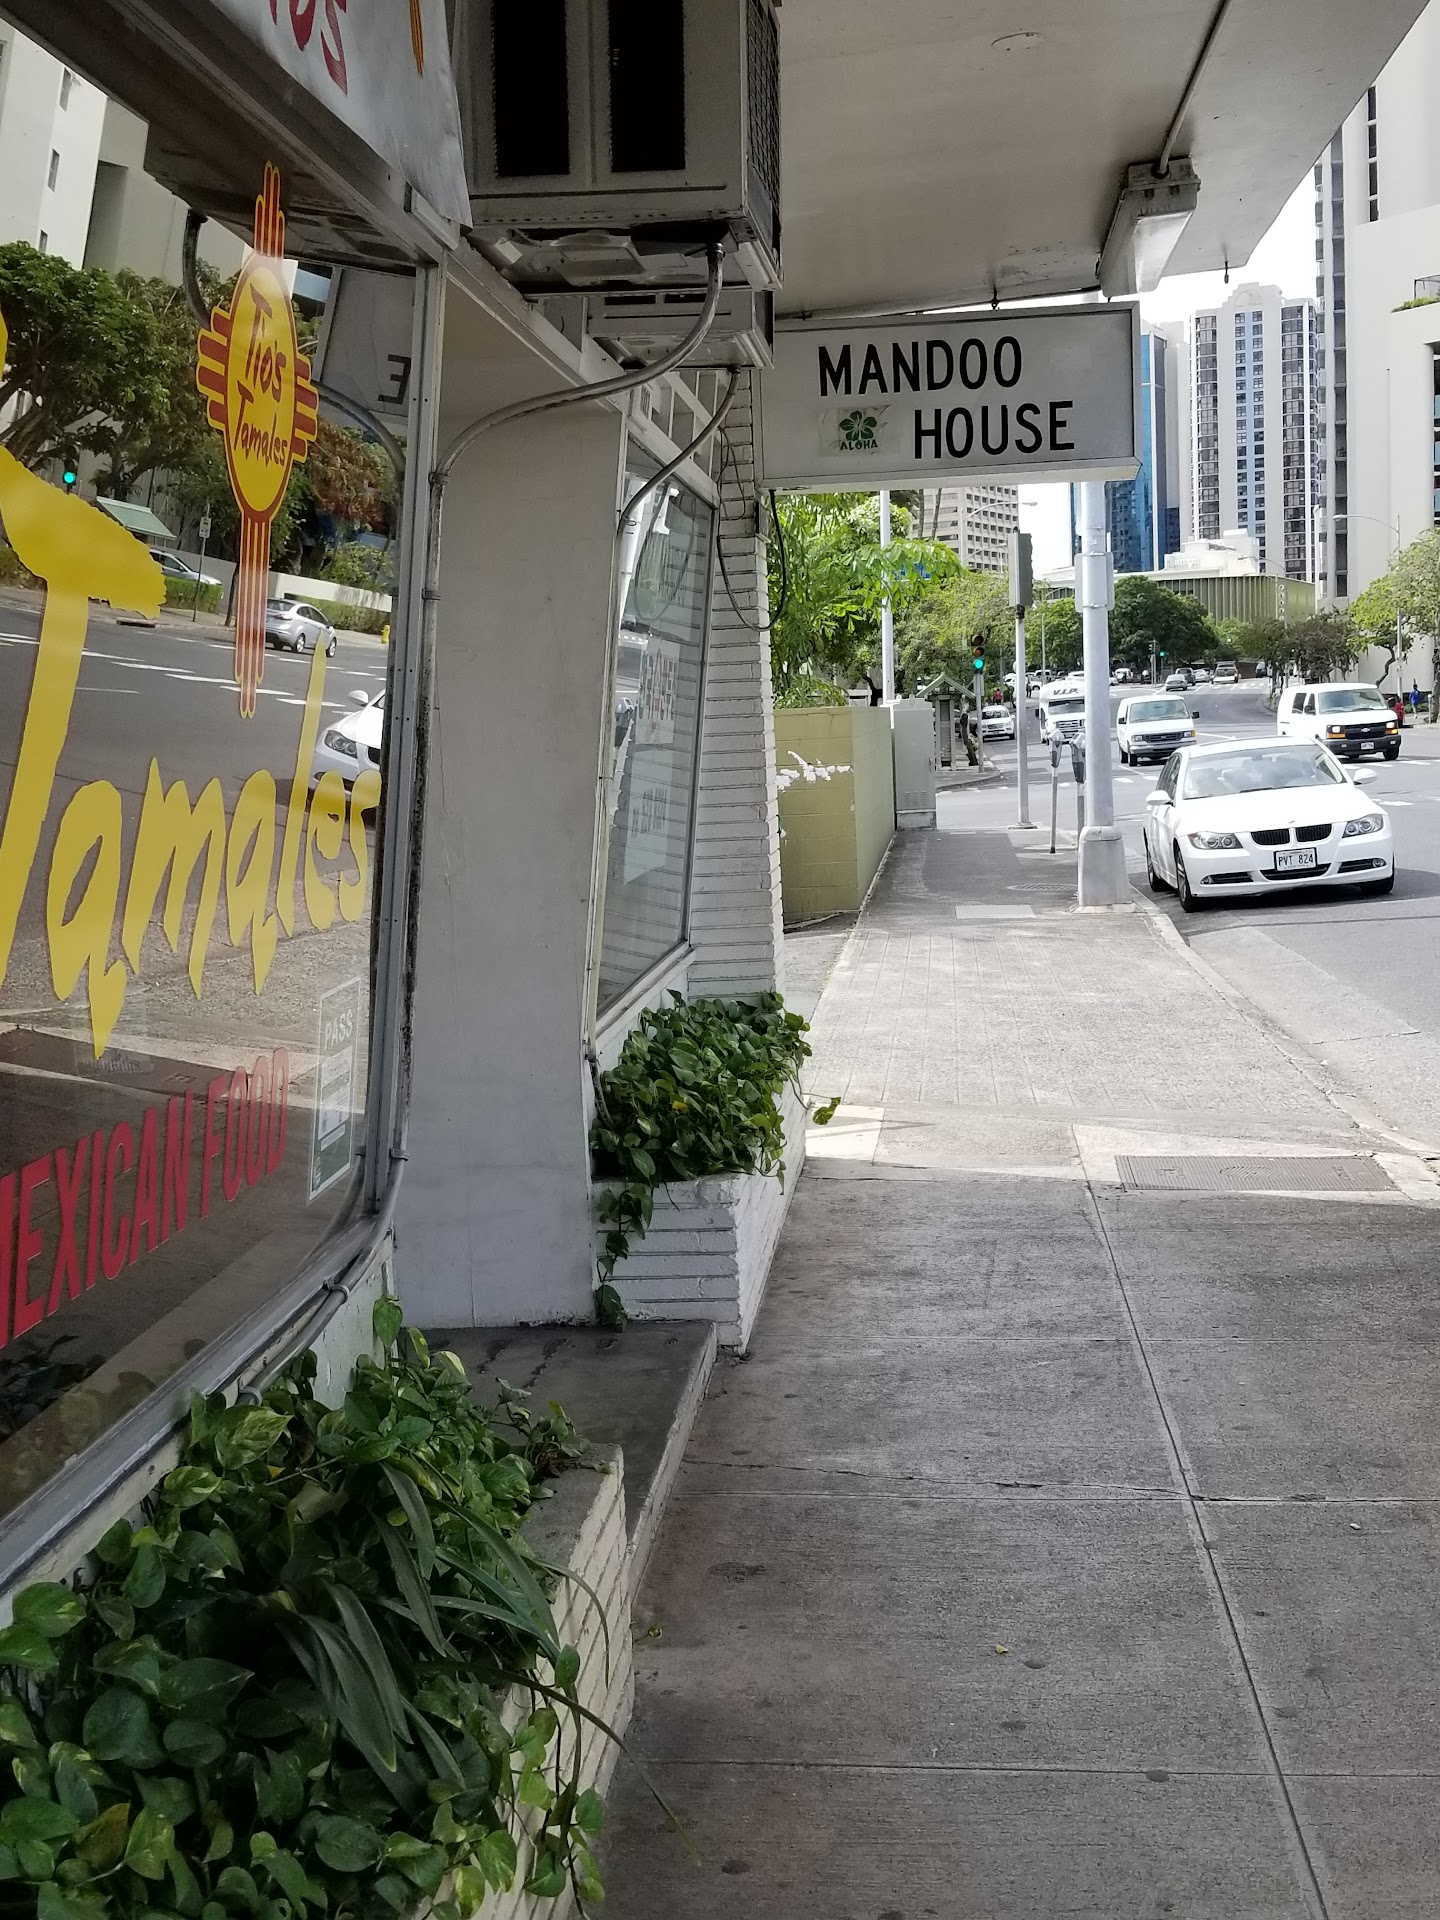 Tio's
Tamales
Tamales
MEXICAN FOOD
PASS
MANDOO
ALOHA
HOUSE
V.I.P.
PVT 824